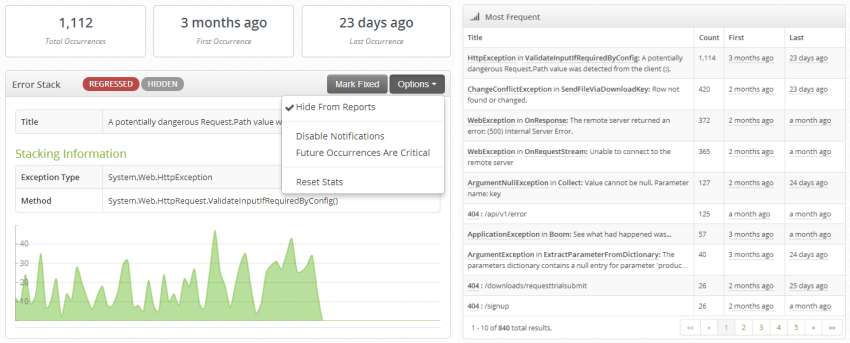 1,112
Total Occurrences
3 months ago
First Occurrence
23 days ago
Last Occurrence
Error Stack
REGRESSED
HIDDEN
Mark Fixed
Options
Hide From Reports
Disable Notifications
Future Occurrences Are Critical
Reset Stats
Title
A potentially dangerous Request.Path value w
Stacking Information
Exception Type
System.Web.HttpException
Method
System.Web.HttpRequest.ValidateInputIfRequiredByConfig()
40
30
20
10
Most Frequent
Title Count First Last
HttpException in ValidateInputIfRequiredByConfig: A potentially 1,114 3 months ago 23 days ago
dangerous Request.Path value was detected from the client (:).
ChangeConflictException in SendFileViaDownloadKey: Row not 420 2 months ago 23 days ago
found or changed.
WebException in OnResponse: The remote server returned an 372 2 months ago a month ago
error: (500) Internal Server Error.
WebException in OnRequestStream: Unable to connect to the 365 2 months ago a month ago
remote server
ArgumentNullException in Collect: Value cannot be null. Parameter 127 2 months ago 24 days ago
name: key
404 : /api/v1/error 125 a month ago a month ago
ApplicationException in Boom: See what had happened was... 57 3 months ago a month ago
ArgumentException in ExtractParameterFromDictionary: The 40 3 months ago 24 days ago
parameters dictionary contains a null entry for parameter 'produc...
404 : /downloads/requesttrialsubmit 26 2 months ago 25 days ago
404 : /signup 26 2 months ago a month ago
1 - 10 of 840 total results.
«« « 1 2 3 4 5 » »»